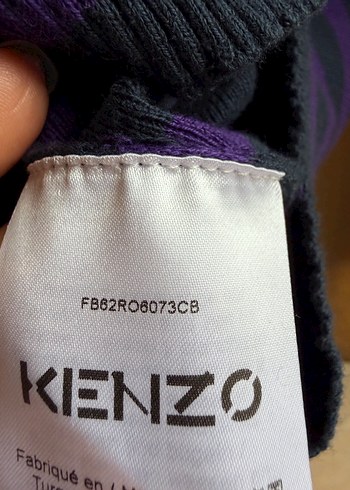 FB62RO6073CB
KENZO
Fabriqué en /